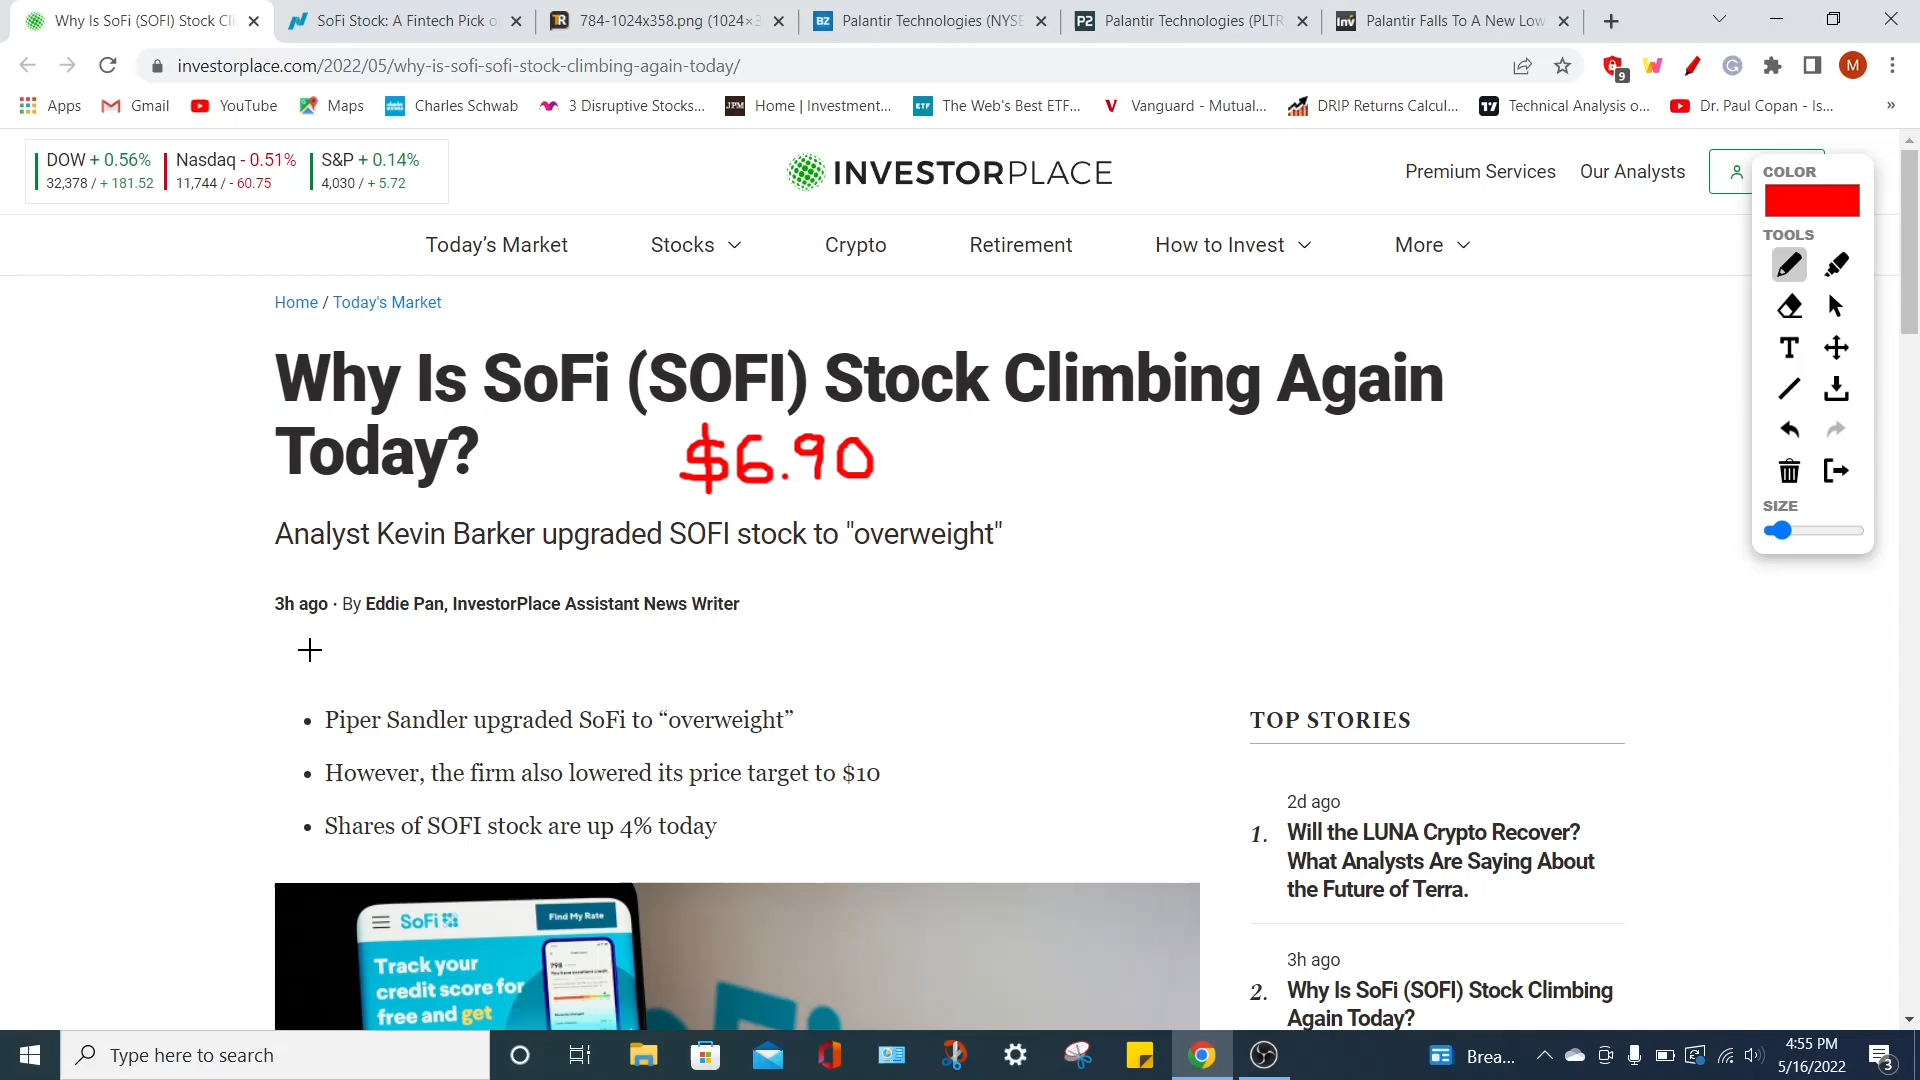 Why Is SoFi (SOFI) Stock Cli
SoFi Stock: A Fintech Pick o
784-1024x358.png (1024×3
Palantir Technologies (NYSE
Palantir Technologies (PLTR
Palantir Falls To A New Low
investorplace.com/2022/05/why-is-sofi-sofi-stock-climbing-again-today/
9
M
Apps
Gmail
YouTube
Maps
Charles Schwab
3 Disruptive Stocks...
Home | Investment...
The Web's Best ETF...
Vanguard - Mutual...
DRIP Returns Calcul...
Technical Analysis o...
Dr. Paul Copan - Is...
»
DOW + 0.56%
32,378 / + 181.52
Nasdaq - 0.51%
11,744 / - 60.75
S&P + 0.14%
4,030 / + 5.72
INVESTORPLACE
Premium Services
Our Analysts
COLOR
TOOLS
SIZE
Today’s Market
Stocks
Crypto
Retirement
How to Invest
More
Home / Today's Market
Why Is SoFi (SOFI) Stock Climbing Again
Today?
$6.90
Analyst Kevin Barker upgraded SOFI stock to "overweight"
3h ago · By Eddie Pan, InvestorPlace Assistant News Writer
• Piper Sandler upgraded SoFi to “overweight”
• However, the firm also lowered its price target to $10
• Shares of SOFI stock are up 4% today
SoFi
Find My Rate
Track your
credit score for
free and get
798
TOP STORIES
2d ago
1. Will the LUNA Crypto Recover?
What Analysts Are Saying About
the Future of Terra.
3h ago
2. Why Is SoFi (SOFI) Stock Climbing
Again Today?
Type here to search
Brea...
4:55 PM
5/16/2022
3